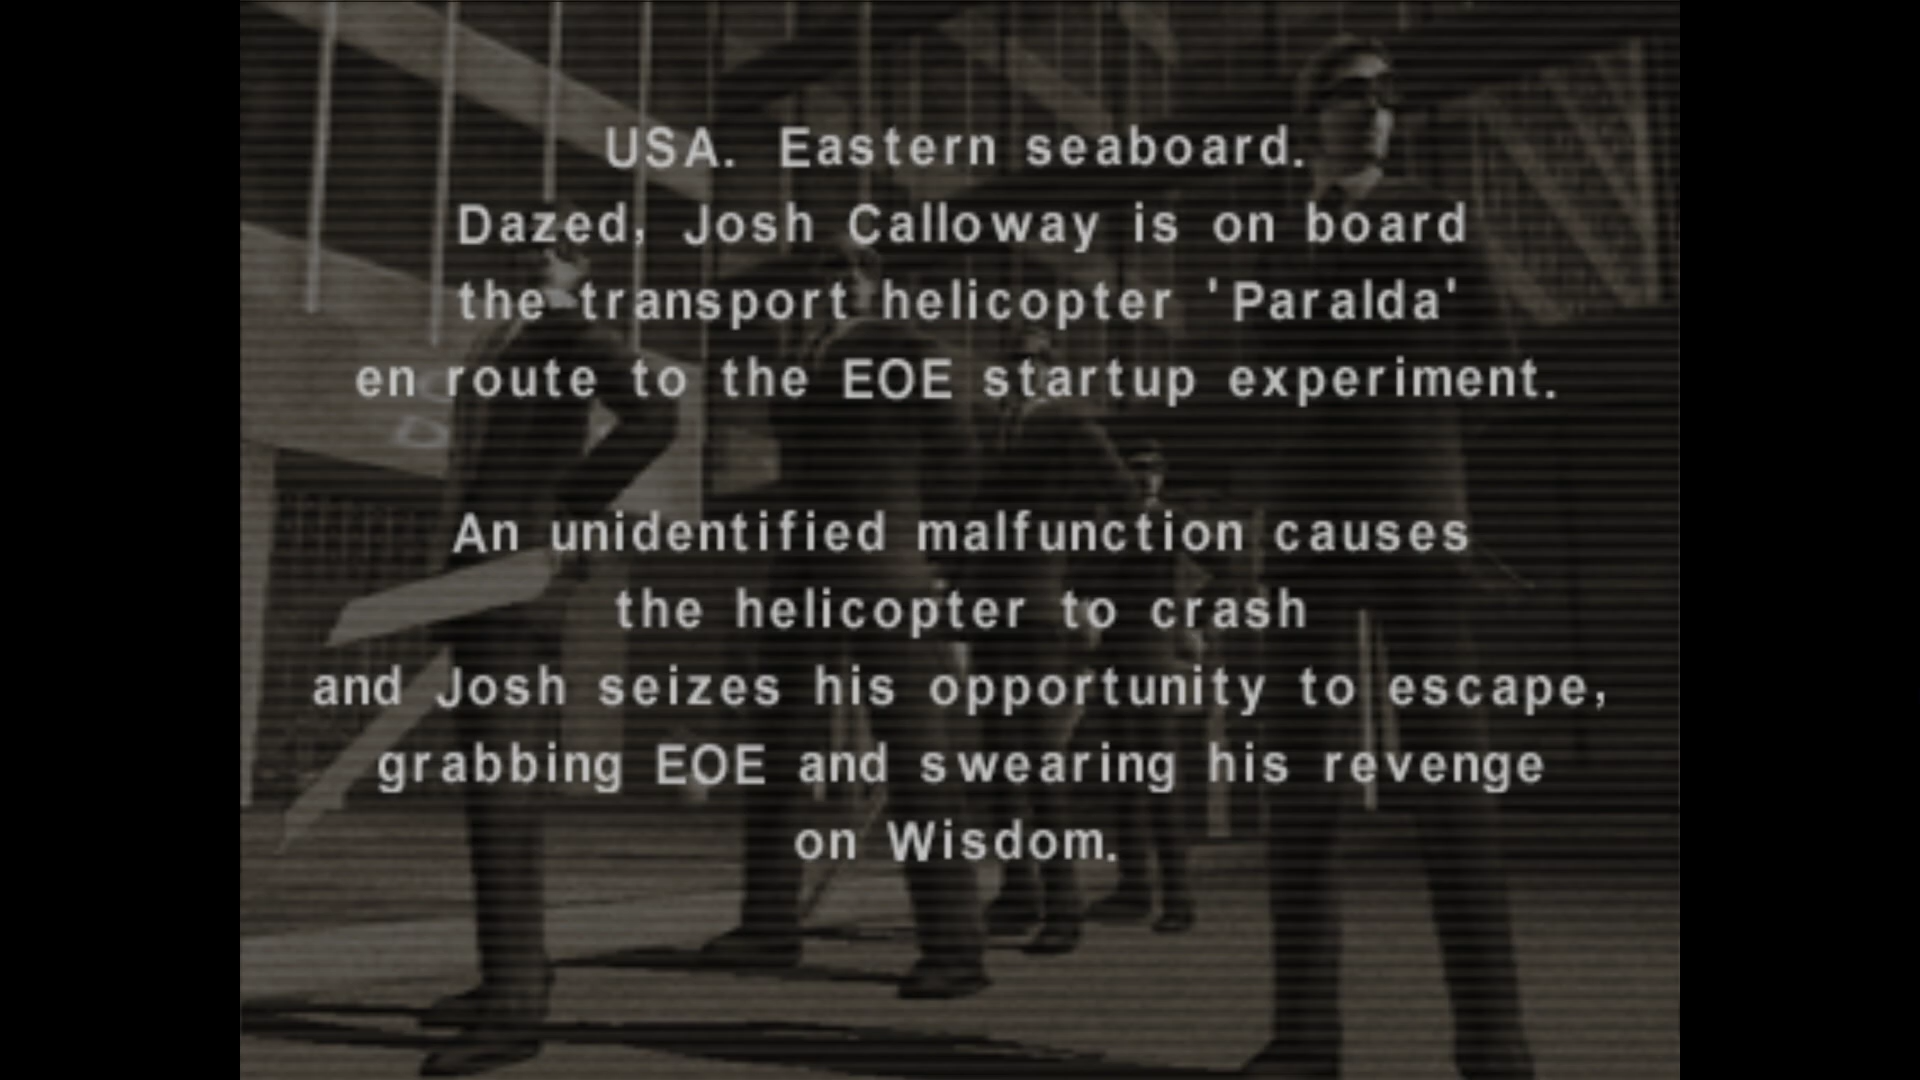 USA. Eastern seaboard.
Dazed, Josh Calloway is on board
the transport helicopter 'Paralda'
en route to the EOE startup experiment.
An unidentified malfunction causes
the helicopter to crash
and Josh seizes his opportunity to escape,
grabbing EOE and swearing his revenge
on Wisdom.